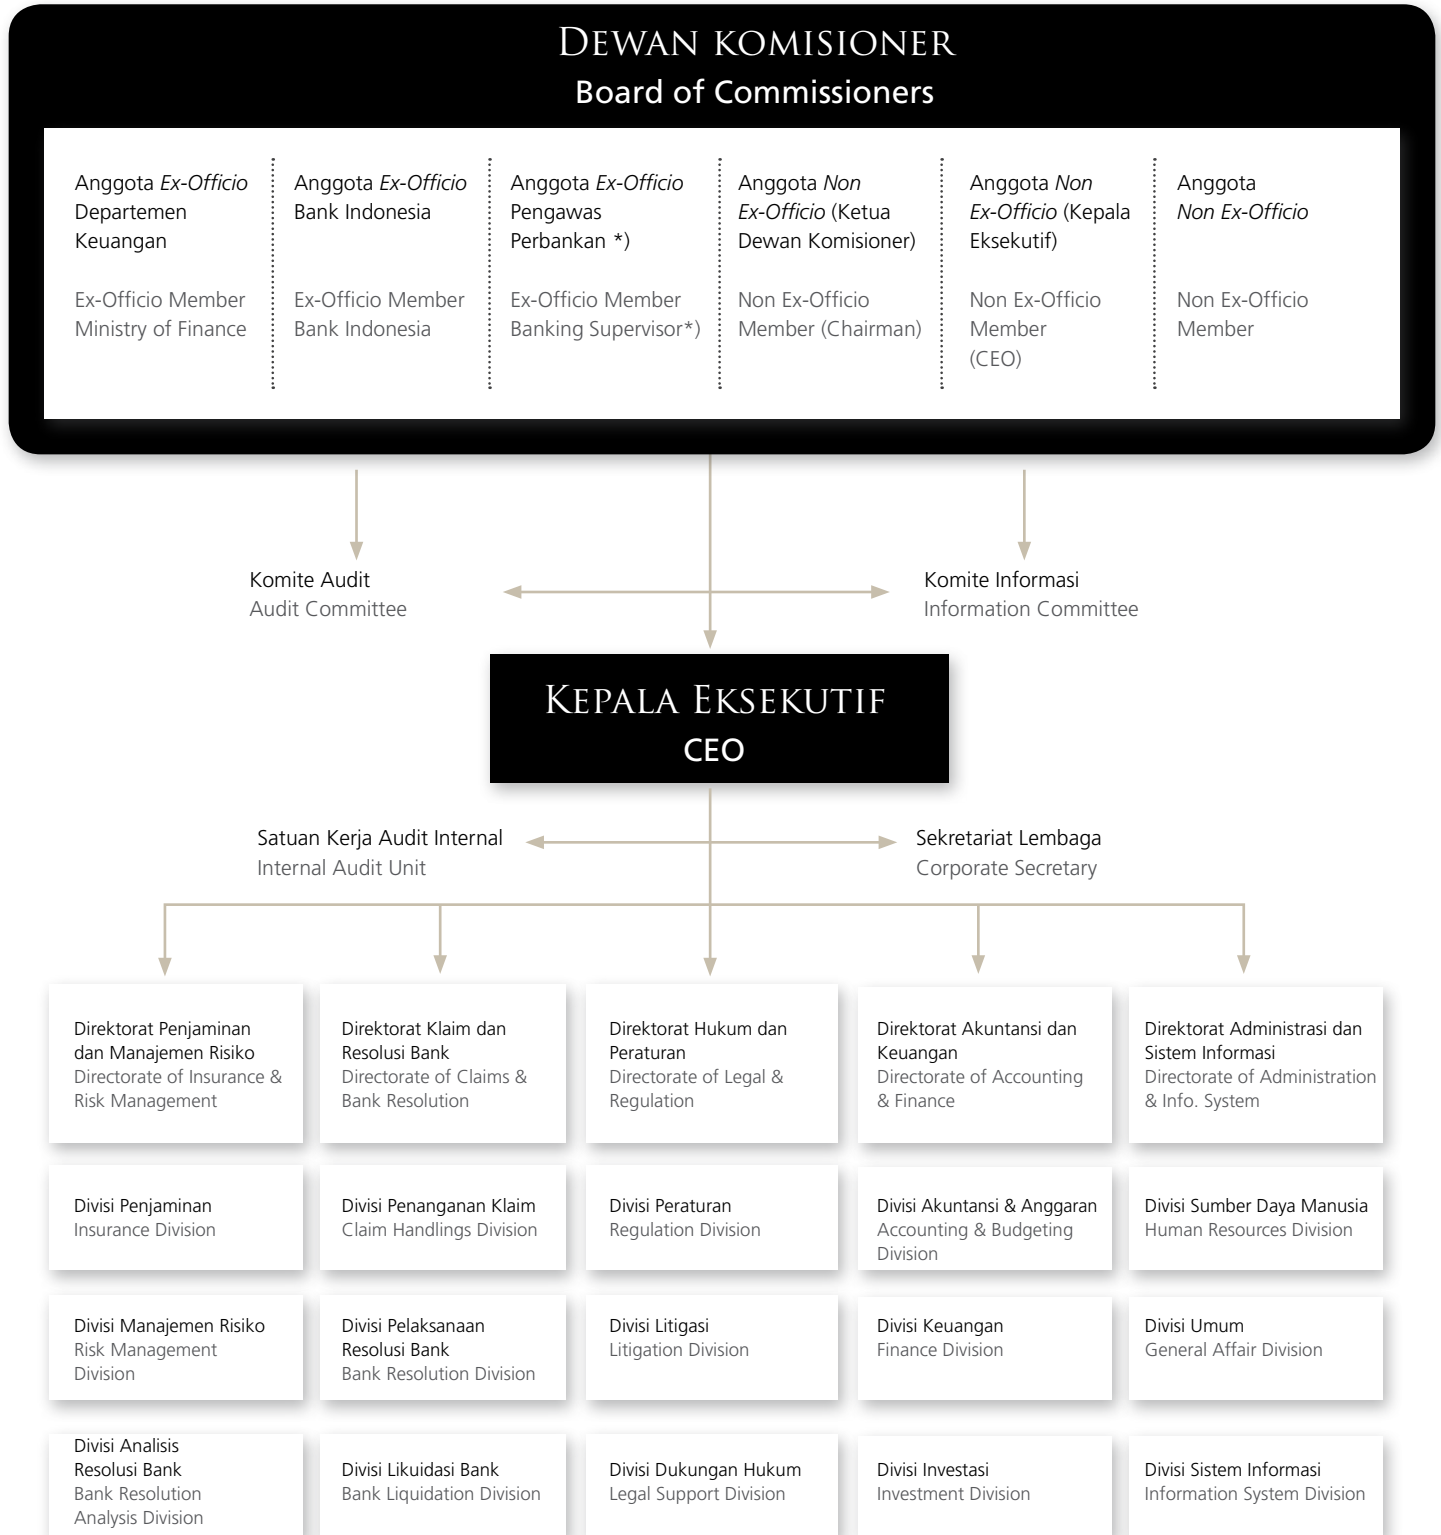 DEWAN KOMISIONER
Board of Commissioners
Anggota Ex-Officio
Departemen
Keuangan
Ex-Officio Member
Ministry of Finance
Anggota Ex-Officio
Bank Indonesia
Ex-Officio Member
Bank Indonesia
Anggota Ex-Officio
Pengawas
Perbankan *)
Ex-Officio Member
Banking Supervisor*)
Anggota Non
Ex-Officio (Ketua
Dewan Komisioner)
Non Ex-Officio
Member (Chairman)
Anggota Non
Ex-Officio (Kepala
Eksekutif)
Non Ex-Officio
Member
(CEO)
Anggota
Non Ex-Officio
Non Ex-Officio
Member
Komite Audit
Audit Committee
Komite Informasi
Information Committee
KEPALA EKSEKUTIF
CEO
Satuan Kerja Audit Internal
Internal Audit Unit
Sekretariat Lembaga
Corporate Secretary
Direktorat Penjaminan
dan Manajemen Risiko
Directorate of Insurance &
Risk Management
Direktorat Klaim dan
Resolusi Bank
Directorate of Claims &
Bank Resolution
Direktorat Hukum dan
Peraturan
Directorate of Legal &
Regulation
Direktorat Akuntansi dan
Keuangan
Directorate of Accounting
& Finance
Direktorat Administrasi dan
Sistem Informasi
Directorate of Administration
& Info. System
Divisi Penjaminan
Insurance Division
Divisi Penanganan Klaim
Claim Handlings Division
Divisi Peraturan
Regulation Division
Divisi Akuntansi & Anggaran
Accounting & Budgeting
Division
Divisi Sumber Daya Manusia
Human Resources Division
Divisi Manajemen Risiko
Risk Management
Division
Divisi Pelaksanaan
Resolusi Bank
Bank Resolution Division
Divisi Litigasi
Litigation Division
Divisi Keuangan
Finance Division
Divisi Umum
General Affair Division
Divisi Analisis
Resolusi Bank
Bank Resolution
Analysis Division
Divisi Likuidasi Bank
Bank Liquidation Division
Divisi Dukungan Hukum
Legal Support Division
Divisi Investasi
Investment Division
Divisi Sistem Informasi
Information System Division